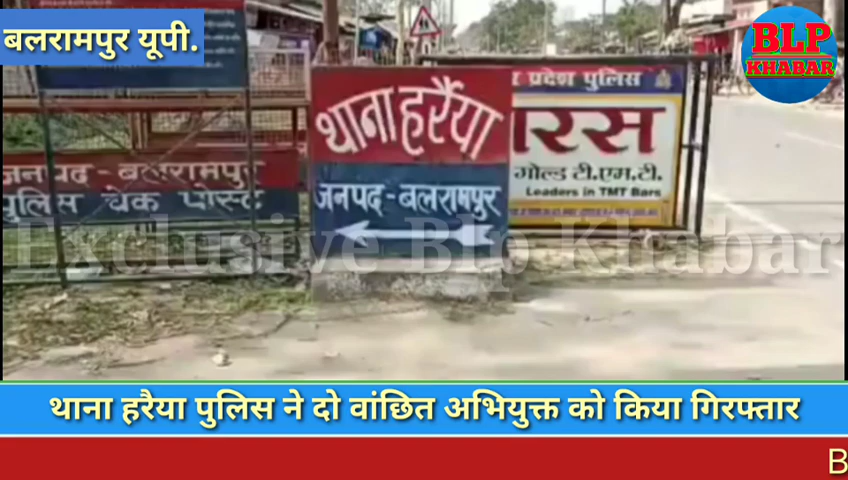 बलरामपुर यूपी.
BLP
KHABAR
थाना हरैंया
जनपद-बलरामपुर
प्रदेश पुलिस
रस
गोल्ड टी.एम.टी.
Leaders in TMT Bars
जनपद-बलरामपुर
पुलिस चेक पोस्ट
Exclusive Blp Khabar
थाना हरैया पुलिस ने दो वांछित अभियुक्त को किया गिरफ्तार
B